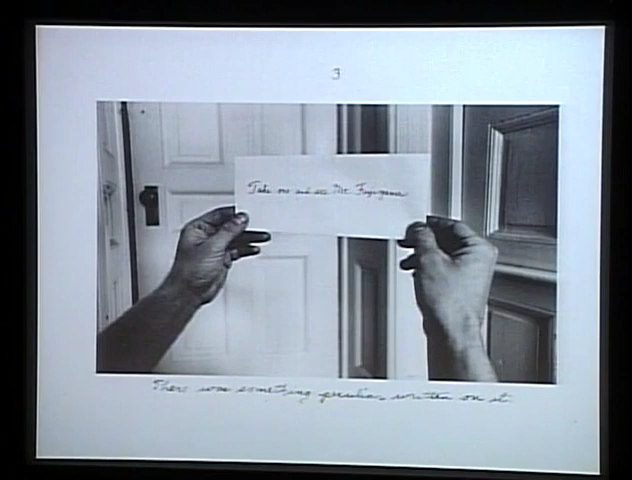 3
Take one and see Mt. Fujiyama
There was something peculiar written on it.